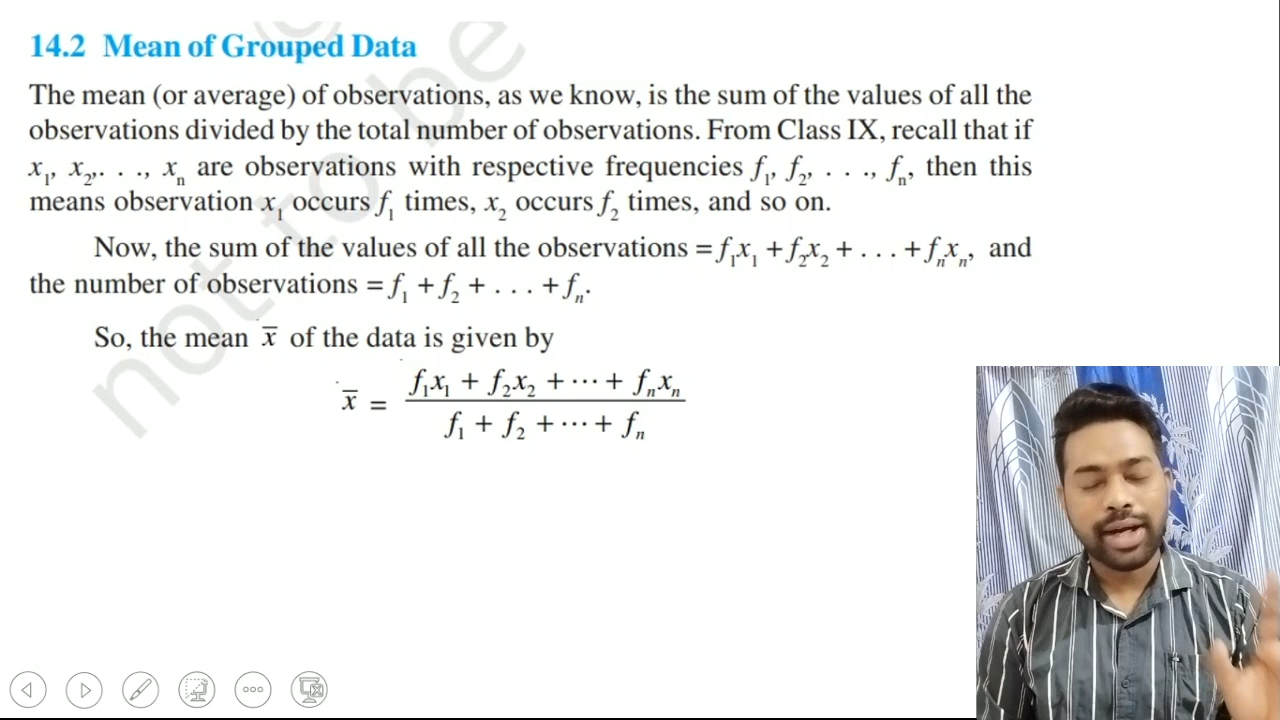 14.2 Mean of Grouped Data
The mean (or average) of observations, as we know, is the sum of the values of all the
observations divided by the total number of observations. From Class IX, recall that if
x₁, x₂,. . ., xₙ are observations with respective frequencies f₁, f₂, . . ., fₙ, then this
means observation x₁ occurs f₁ times, x₂ occurs f₂ times, and so on.
Now, the sum of the values of all the observations = f₁x₁ + f₂x₂ + . . . + fₙxₙ, and
the number of observations = f₁ + f₂ + . . . + fₙ.
So, the mean x̅ of the data is given by
x̅ = (f₁x₁ + f₂x₂ + ··· + fₙxₙ) / (f₁ + f₂ + ··· + fₙ)
not to be